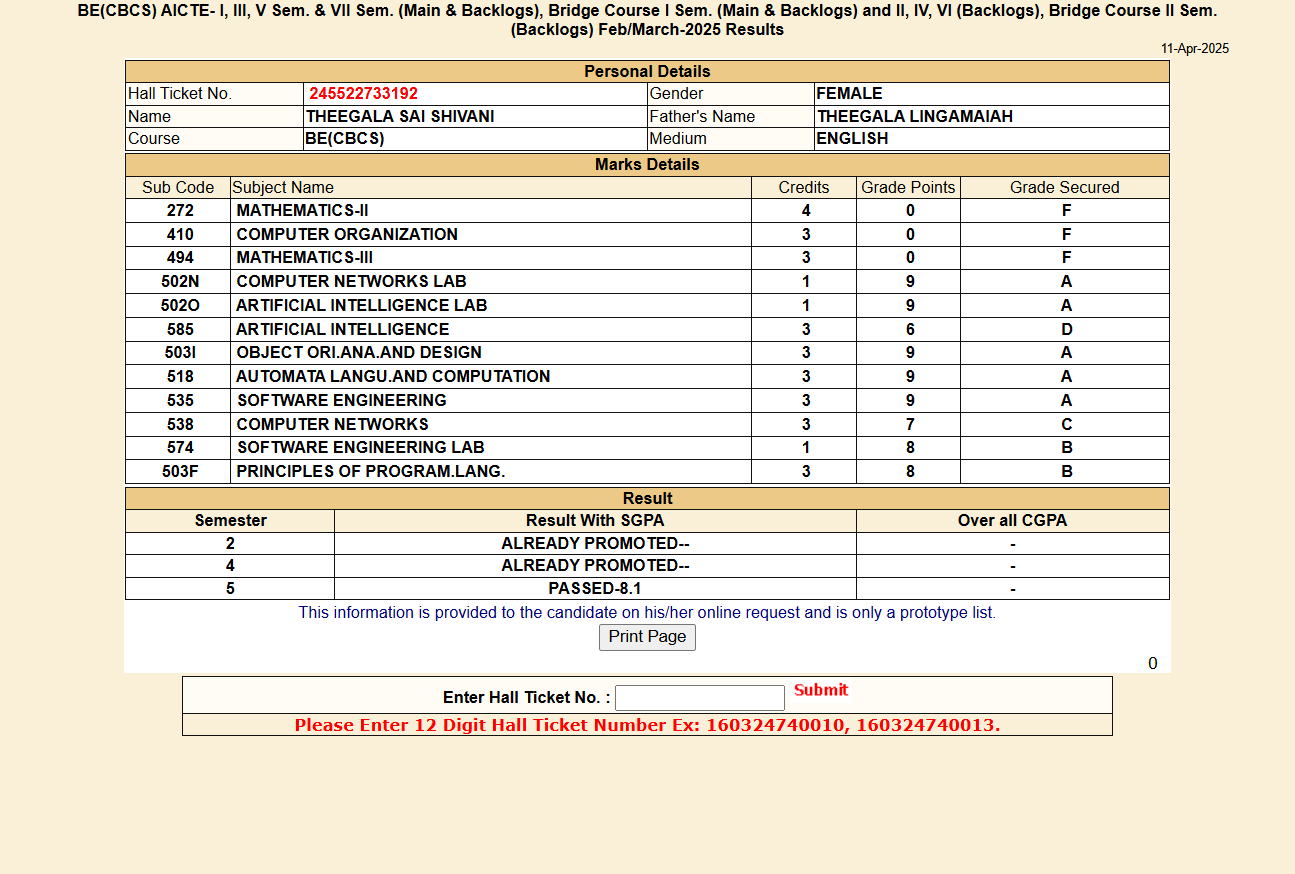 BE(CBCS) AICTE- I, III, V Sem. & VII Sem. (Main & Backlogs), Bridge Course I Sem. (Main & Backlogs) and II, IV, VI (Backlogs), Bridge Course II Sem.
(Backlogs) Feb/March-2025 Results
11-Apr-2025
Personal Details
Hall Ticket No. 245522733192 Gender FEMALE
Name THEEGALA SAI SHIVANI Father's Name THEEGALA LINGAMAIAH
Course BE(CBCS) Medium ENGLISH
Marks Details
Sub Code Subject Name Credits Grade Points Grade Secured
272 MATHEMATICS-II 4 0 F
410 COMPUTER ORGANIZATION 3 0 F
494 MATHEMATICS-III 3 0 F
502N COMPUTER NETWORKS LAB 1 9 A
502O ARTIFICIAL INTELLIGENCE LAB 1 9 A
585 ARTIFICIAL INTELLIGENCE 3 6 D
503I OBJECT ORI.ANA.AND DESIGN 3 9 A
518 AUTOMATA LANGU.AND COMPUTATION 3 9 A
535 SOFTWARE ENGINEERING 3 9 A
538 COMPUTER NETWORKS 3 7 C
574 SOFTWARE ENGINEERING LAB 1 8 B
503F PRINCIPLES OF PROGRAM.LANG. 3 8 B
Result
Semester Result With SGPA Over all CGPA
2 ALREADY PROMOTED-- -
4 ALREADY PROMOTED-- -
5 PASSED-8.1 -
This information is provided to the candidate on his/her online request and is only a prototype list.
Print Page
0
Enter Hall Ticket No. : Submit
Please Enter 12 Digit Hall Ticket Number Ex: 160324740010, 160324740013.